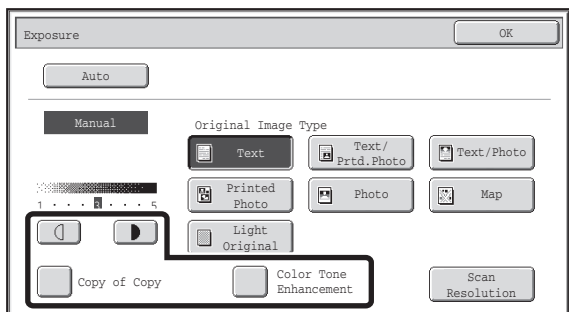 Exposure
OK
Auto
Manual
Original Image Type
Text
Text/
Prtd.Photo
Text/Photo
Printed
Photo
Photo
Map
1 · · · 3 · · · 5
Light
Original
Copy of Copy
Color Tone
Enhancement
Scan
Resolution